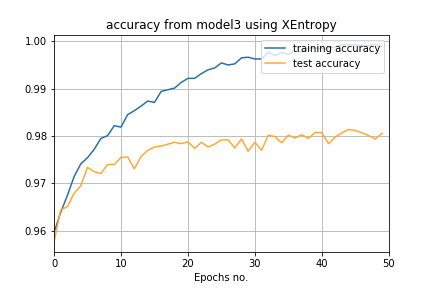 accuracy from model3 using XEntropy
1.00
0.99
0.98
0.97
0.96
training accuracy
test accuracy
0
10
20
30
40
50
Epochs no.